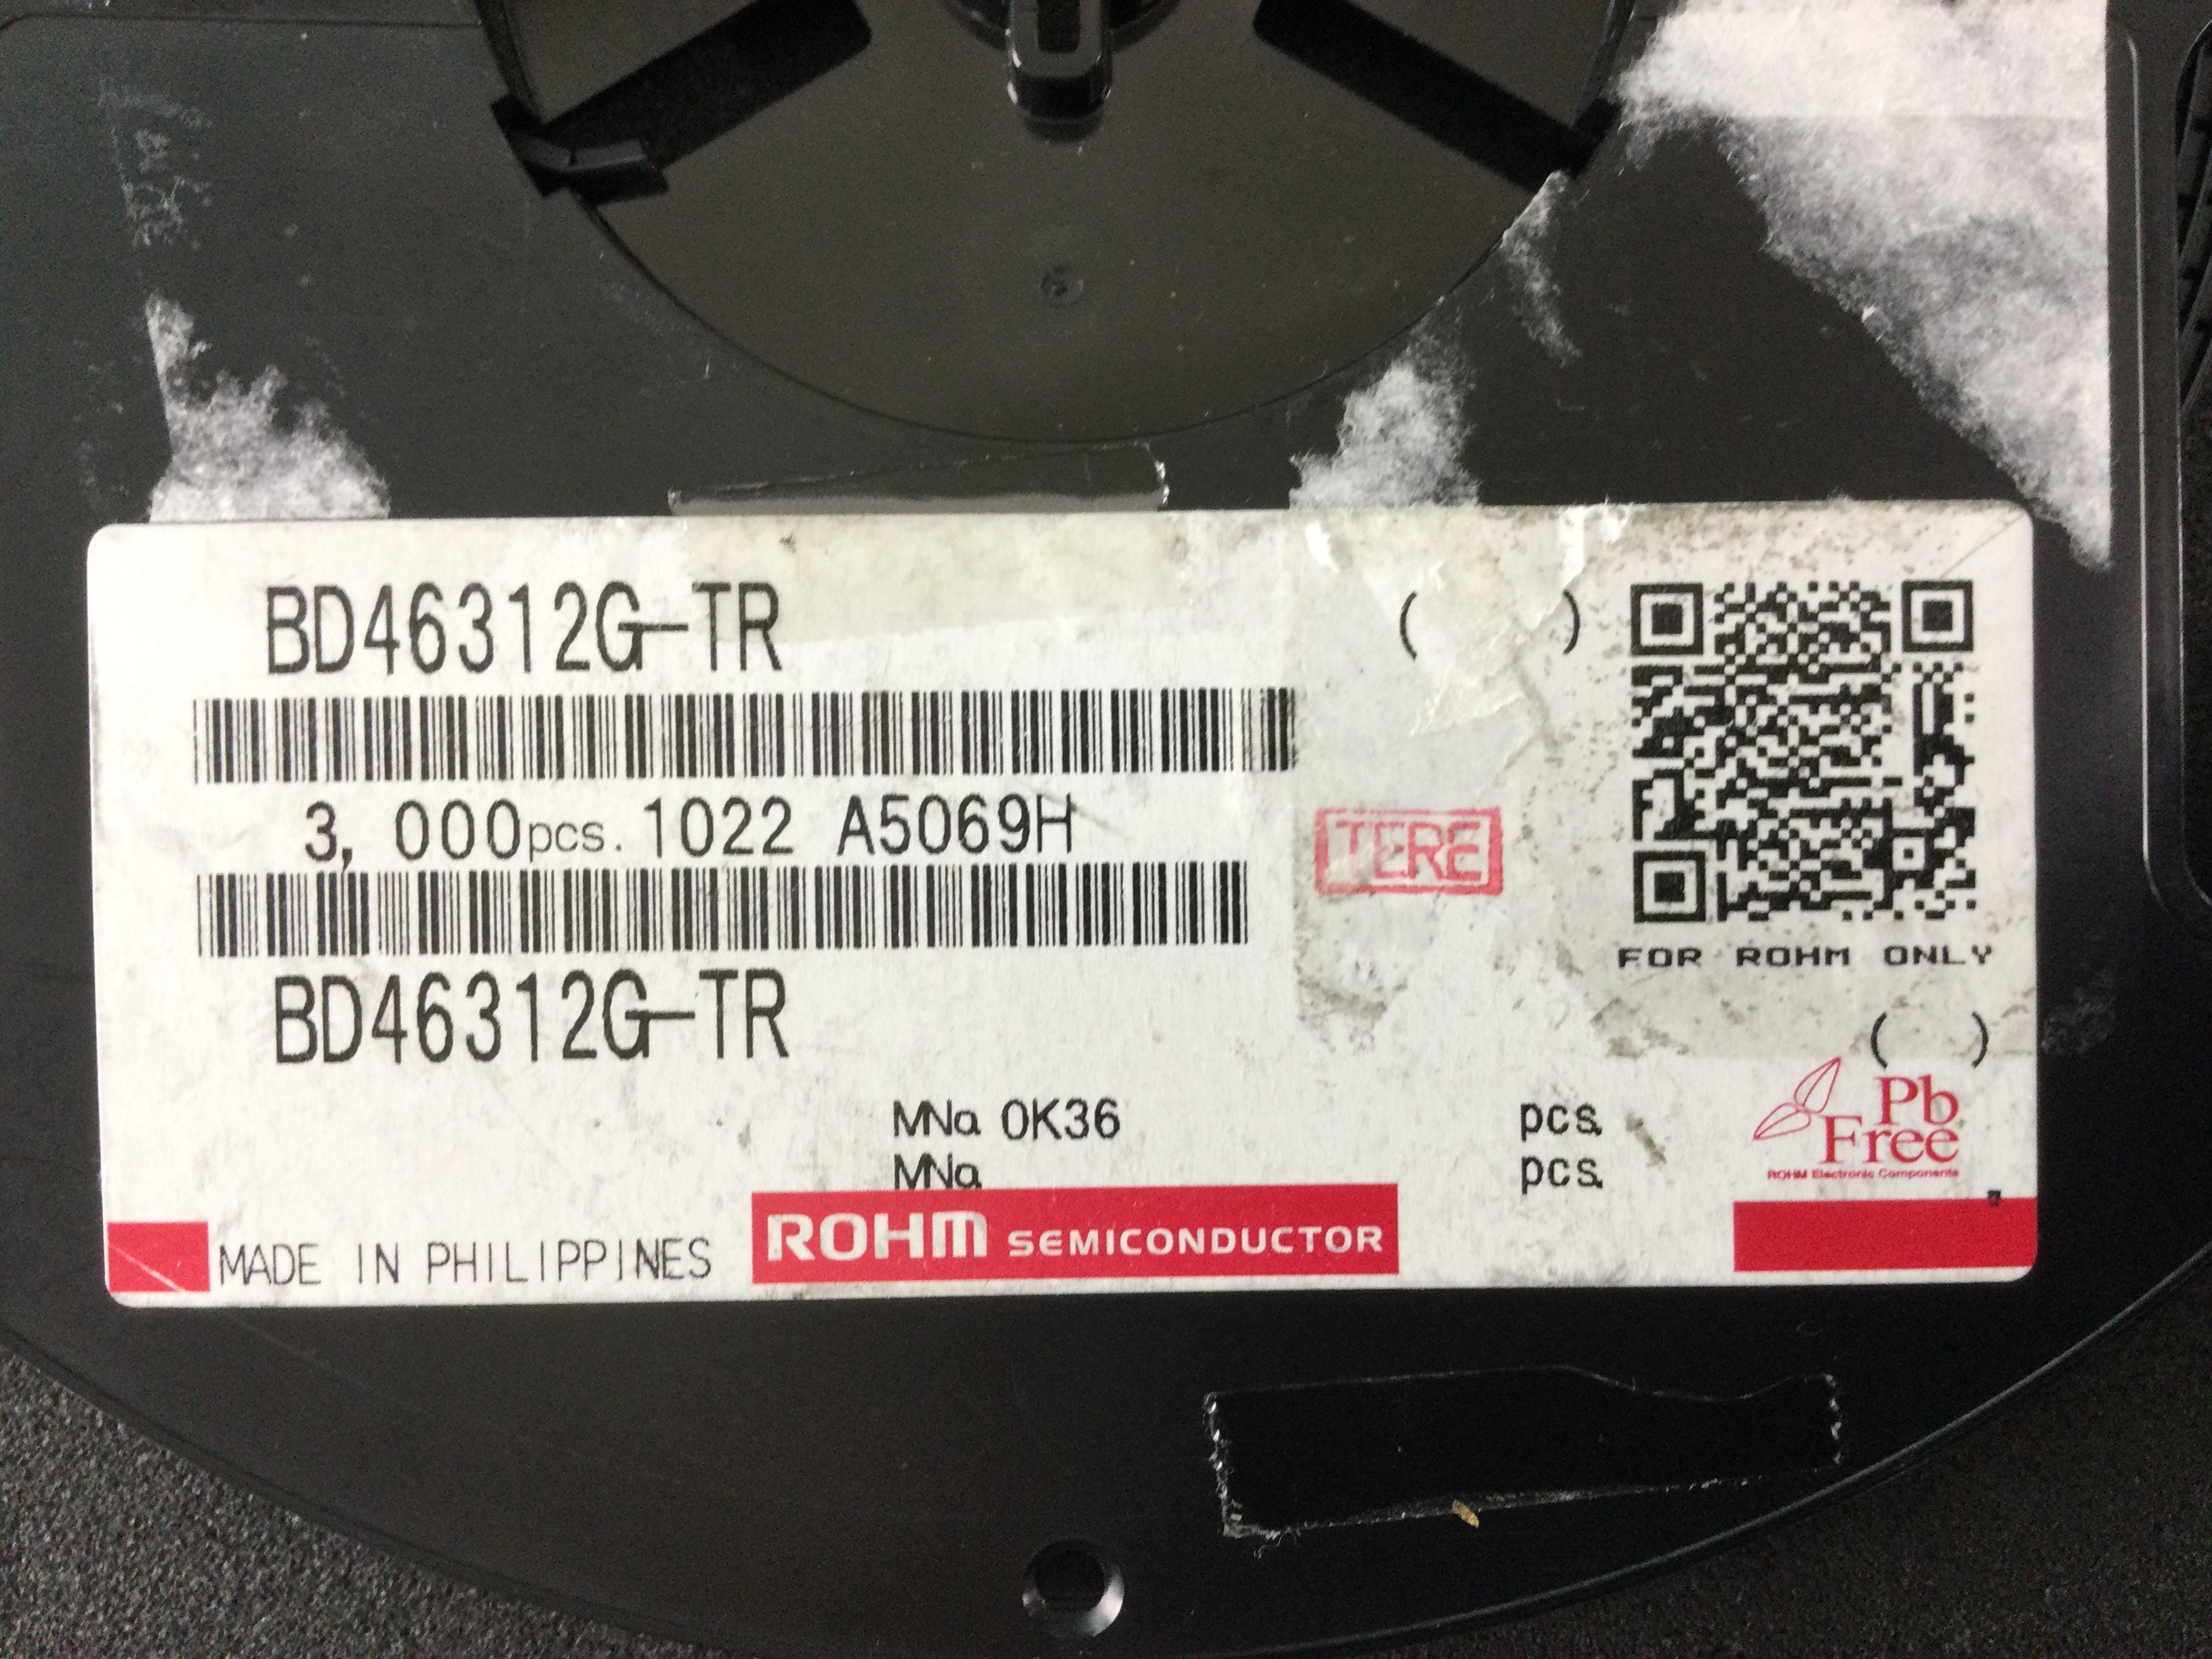 BD46312G-TR
( )
3, 000pcs. 1022 A5069H
TERE
FOR ROHM ONLY
BD46312G-TR
( )
MNo. 0K36 pcs.
MNo. pcs.
Pb
Free
ROHM Electronic Components
MADE IN PHILIPPINES
ROHM SEMICONDUCTOR